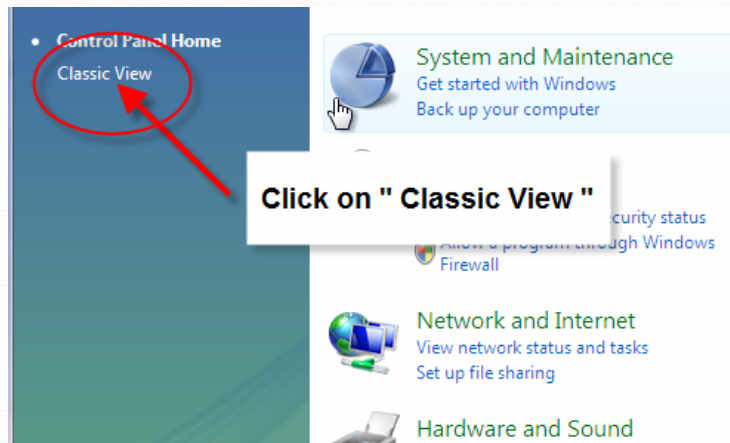 Control Panel Home
Classic View
System and Maintenance
Get started with Windows
Back up your computer
Click on " Classic View "
security status
Allow a program through Windows
Firewall
Network and Internet
View network status and tasks
Set up file sharing
Hardware and Sound